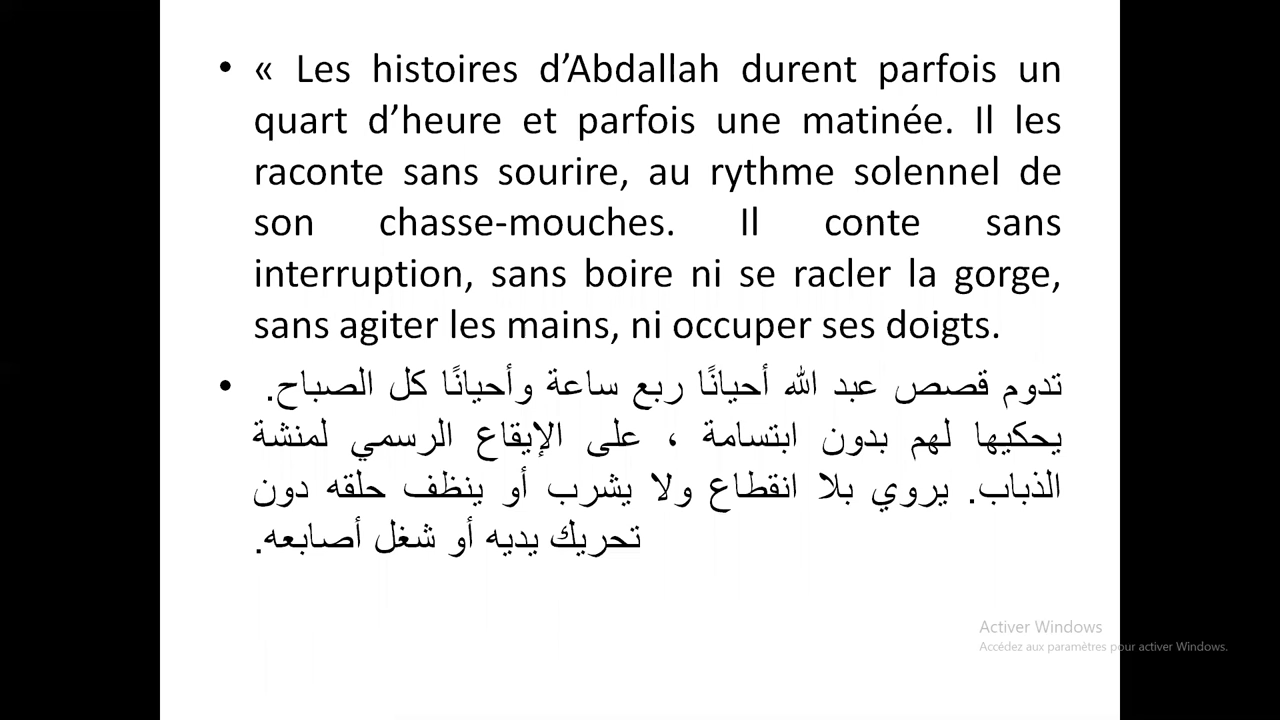 • « Les histoires d’Abdallah durent parfois un
quart d’heure et parfois une matinée. Il les
raconte sans sourire, au rythme solennel de
son chasse-mouches. Il conte sans
interruption, sans boire ni se racler la gorge,
sans agiter les mains, ni occuper ses doigts.
• تدوم قصص عبد الله أحيانًا ربع ساعة وأحيانًا كل الصباح.
يحكيها لهم بدون ابتسامة ، على الإيقاع الرسمي لمنشة
الذباب. يروي بلا انقطاع ولا يشرب أو ينظف حلقه دون
تحريك يديه أو شغل أصابعه.
Activer Windows
Accédez aux paramètres pour activer Windows.